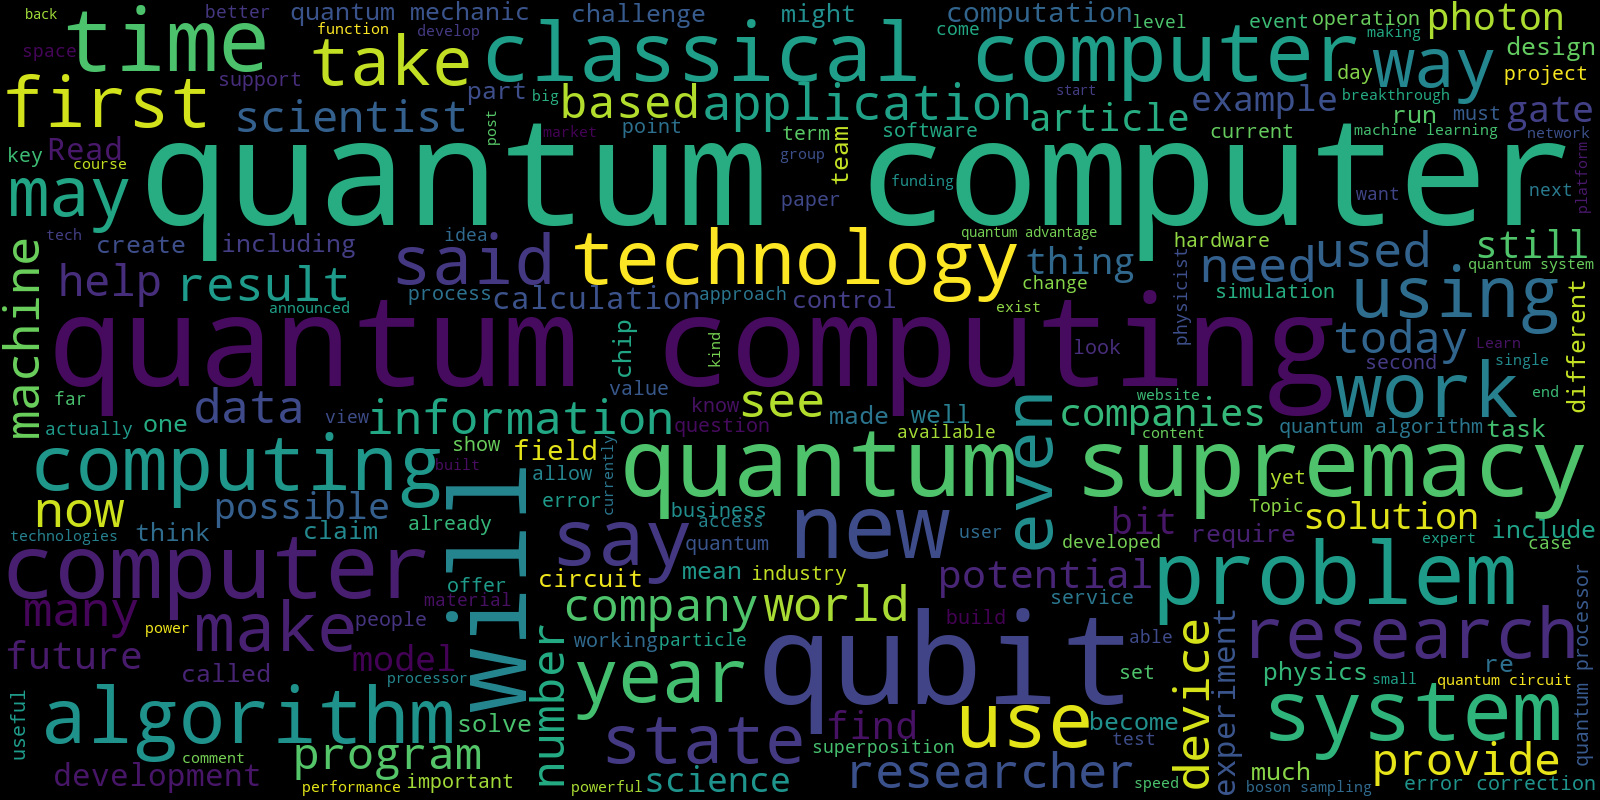 back
better
quantum mechanic
challenge
might
computation
level
event
operation
photon
time
function
develop
classical computer
come
making
way
design
space
support
take
part
big
based
application
start
day
example
breakthrough
project
first
scientist
post
market
point
term
team
software
article
current
run
must
gate
machine learning
network
key
Read
course
may
quantum computer
group
paper
funding
want
next
platform
tech
create
including
idea
said
technology
quantum advantage
thing
hardware
need
used
still
quantum system
machine
help
result
announced
process
calculation
approach
control
change
exist
physicist
simulation
using
different
quantum computing
chip
kind
look
today
second
Learn
single
far
data
view
value
information
know
question
see
made
well
available
even
website
companies
content
work
end
quantum algorithm
task
actually
one
computing
show
built
field
allow
error
currently
quantum supremacy
yet
now
possible
think
claim
already
technologies
will
say
business
access
quantum
new
user
developed
bit
require
Topic
solution
expert
include
case
computer
offer
circuit
mean
industry
potential
service
problem
many
make
material
people
power
company
world
build
qubit
able
research
future
called
model
processor
number
working
particle
year
set
device
experiment
physics
re
small
quantum circuit
quantum processor
useful
algorithm
solve
state
find
superposition
use
become
test
system
comment
program
development
performance
important
powerful
science
researcher
speed
much
boson sampling
provide
error correction